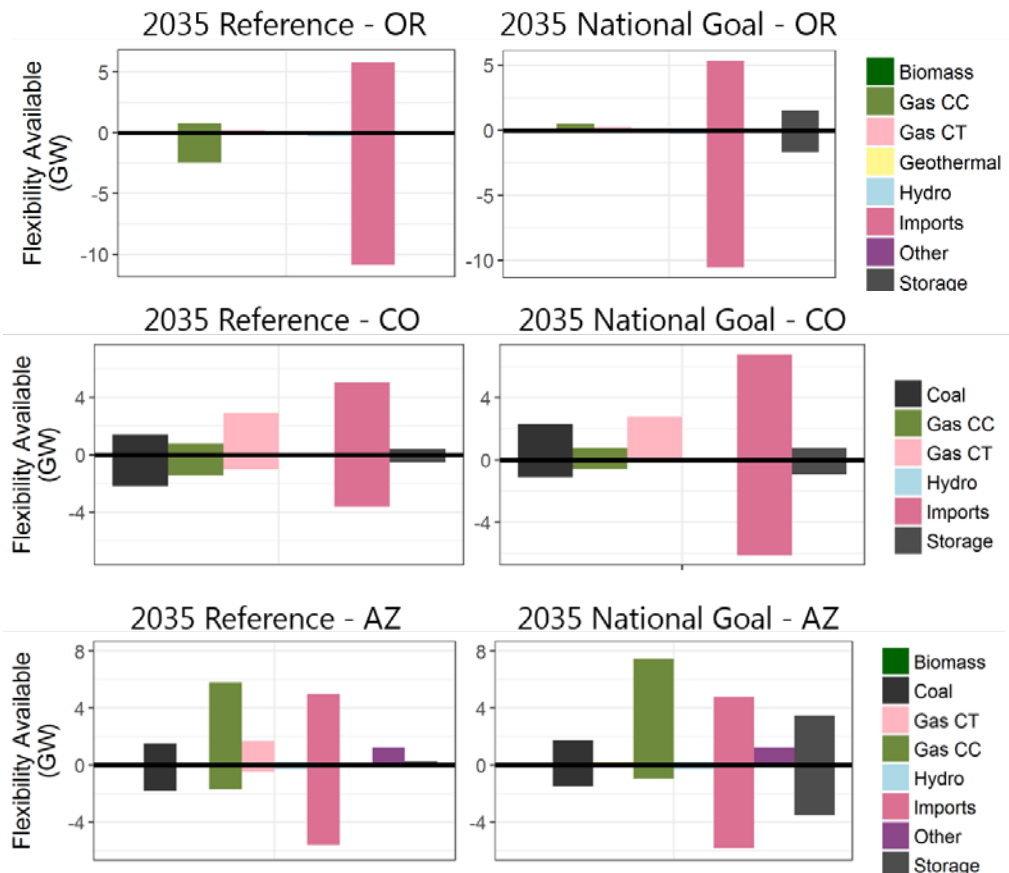 2035 Reference - OR
2035 National Goal - OR
Flexibility Available
(GW)
5
0
-5
-10
5
0
-5
-10
Biomass
Gas CC
Gas CT
Geothermal
Hydro
Imports
Other
Storage
2035 Reference - CO
2035 National Goal - CO
Flexibility Available
(GW)
4
0
-4
4
0
-4
Coal
Gas CC
Gas CT
Hydro
Imports
Storage
2035 Reference - AZ
2035 National Goal - AZ
Flexibility Available
(GW)
8
4
0
-4
8
4
0
-4
Biomass
Coal
Gas CT
Gas CC
Hydro
Imports
Other
Storage